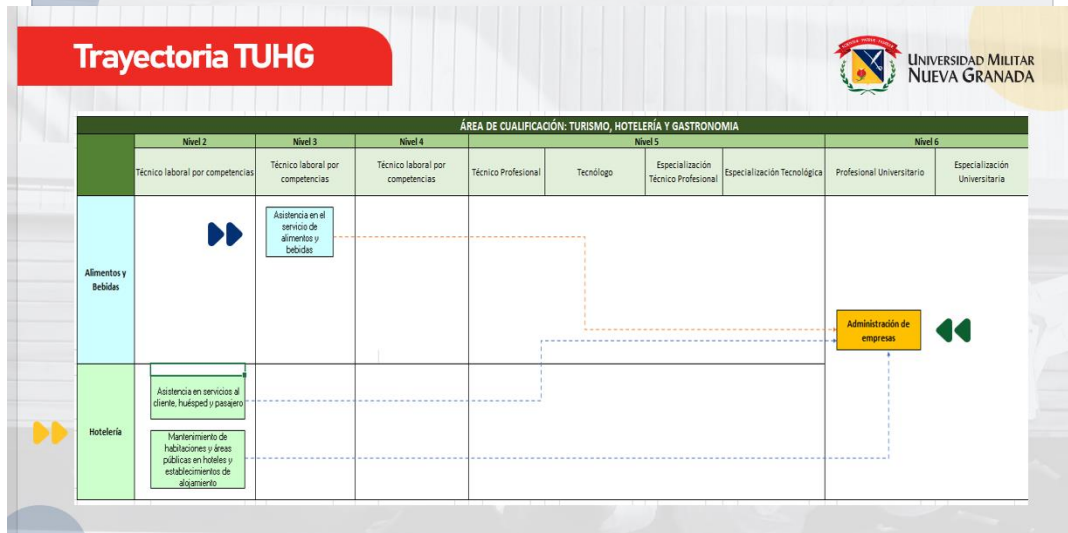 Trayectoria TUHG
UNIVERSIDAD MILITAR
NUEVA GRANADA
ÁREA DE CUALIFICACIÓN: TURISMO, HOTELERÍA Y GASTRONOMIA
Nivel 2
Nivel 3
Nivel 4
Nivel 5
Nivel 6
Técnico laboral por competencias
Técnico laboral por
competencias
Técnico laboral por
competencias
Técnico Profesional
Tecnólogo
Especialización
Técnico Profesional
Especialización Tecnológica
Profesional Universitario
Especialización
Universitaria
Alimentos y
Bebidas
Asistencia en el
servicio de
alimentos y
bebidas
Administración de
empresas
Hotelería
Asistencia en servicios al
cliente, huésped y pasajero
Mantenimiento de
habitaciones y áreas
públicas en hoteles y
establecimientos de
alojamiento